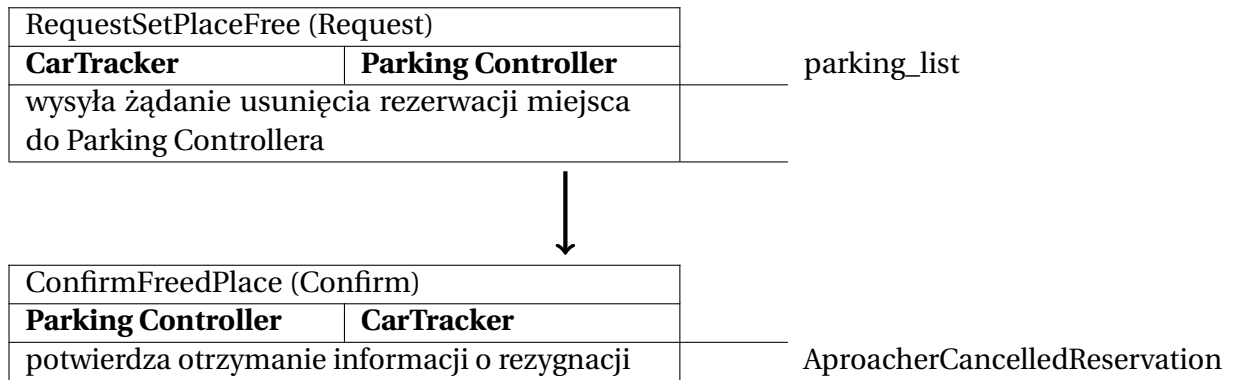 RequestSetPlaceFree (Request)
CarTracker Parking Controller parking_list
wysyła żądanie usunięcia rezerwacji miejsca
do Parking Controllera
ConfirmFreedPlace (Confirm)
Parking Controller CarTracker
potwierdza otrzymanie informacji o rezygnacji AproacherCancelledReservation